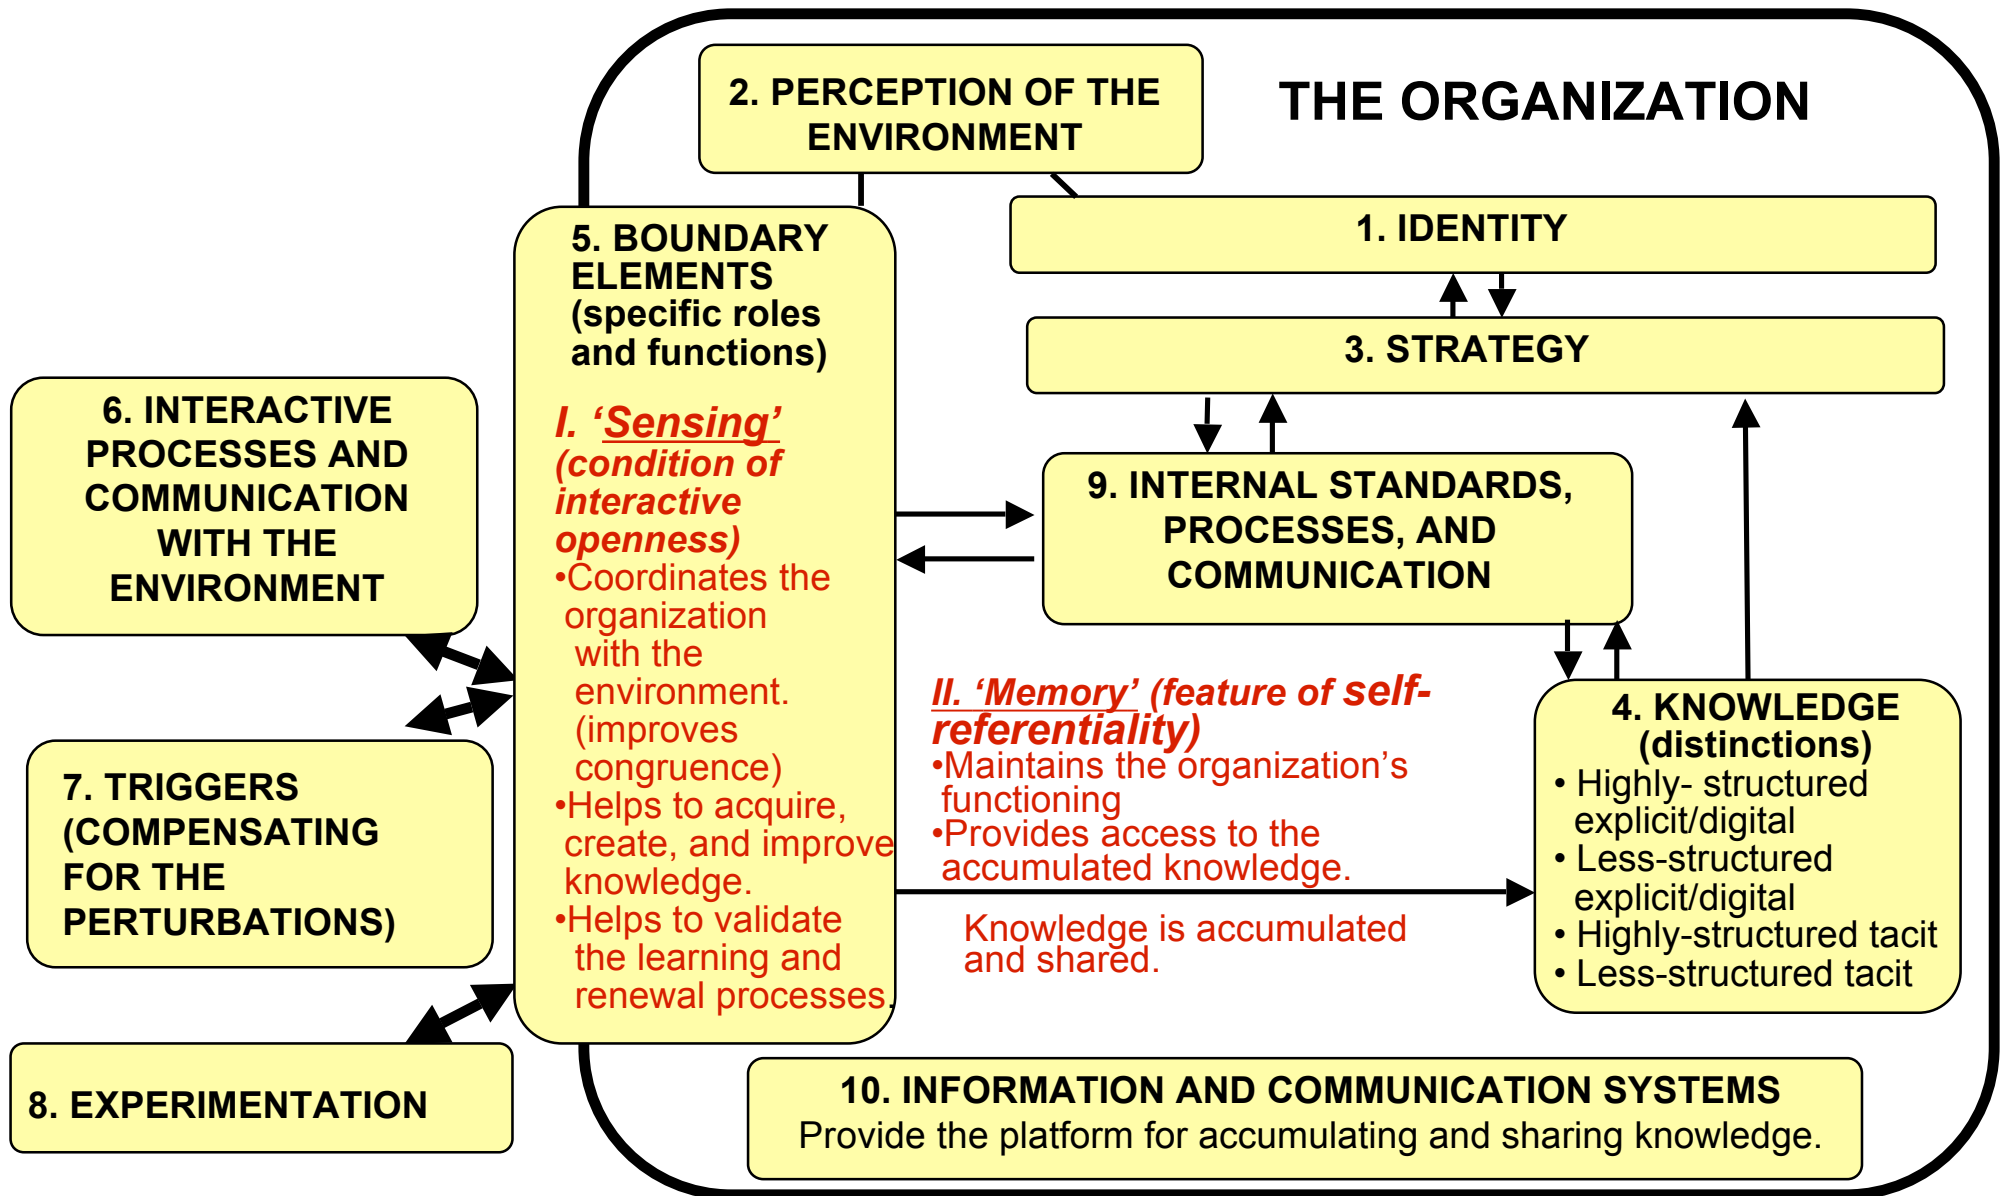 THE ORGANIZATION
2. PERCEPTION OF THE
ENVIRONMENT
1. IDENTITY
3. STRATEGY
5. BOUNDARY
ELEMENTS
(specific roles
and functions)
I. ‘Sensing’
(condition of
interactive
openness)
•Coordinates the
organization
with the
environment.
(improves
congruence)
•Helps to acquire,
create, and improve
knowledge.
•Helps to validate
the learning and
renewal processes.
6. INTERACTIVE
PROCESSES AND
COMMUNICATION
WITH THE
ENVIRONMENT
7. TRIGGERS
(COMPENSATING
FOR THE
PERTURBATIONS)
8. EXPERIMENTATION
9. INTERNAL STANDARDS,
PROCESSES, AND
COMMUNICATION
II. ‘Memory’ (feature of self-
referentiality)
•Maintains the organization’s
functioning
•Provides access to the
accumulated knowledge.
Knowledge is accumulated
and shared.
4. KNOWLEDGE
(distinctions)
• Highly- structured
explicit/digital
• Less-structured
explicit/digital
• Highly-structured tacit
• Less-structured tacit
10. INFORMATION AND COMMUNICATION SYSTEMS
Provide the platform for accumulating and sharing knowledge.